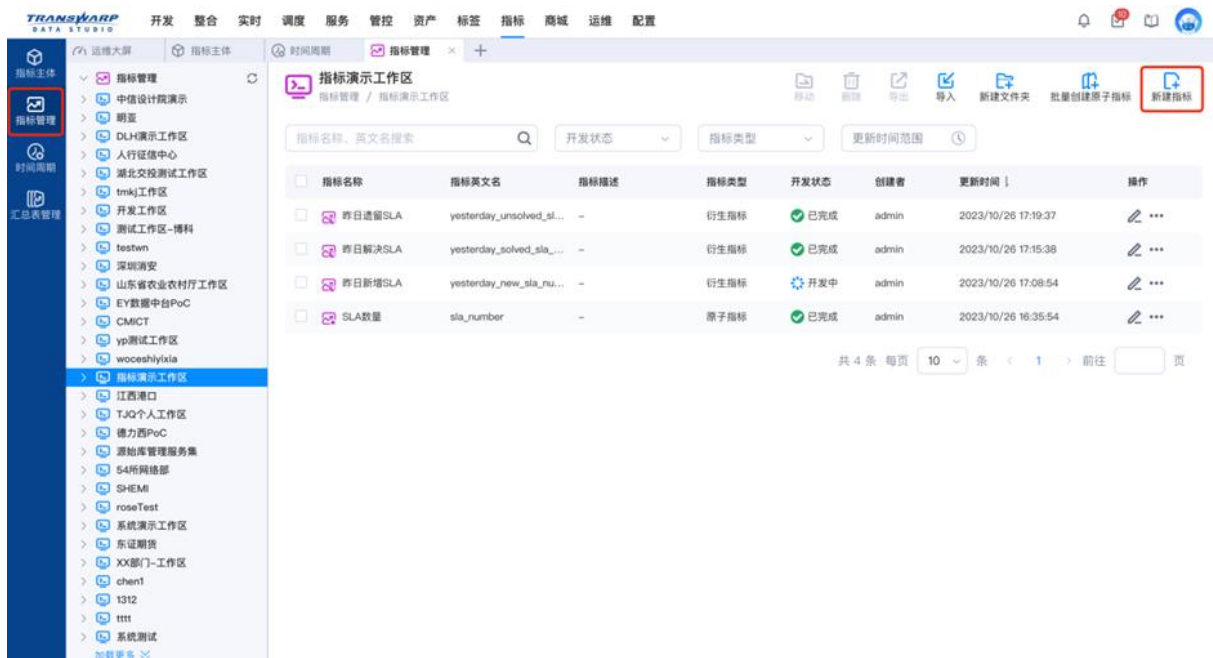 TRANSWARP
DATA STUDIO
开发 整合 实时 调度 服务 管控 资产 标签 指标 商城 运维 配置
10
运维大屏 指标主体 时间周期 指标管理 × +
指标主体
指标管理
时间周期
汇总表管理
指标管理
中信设计院演示
明亚
DLH演示工作区
人行征信中心
湖北交投测试工作区
tmkj工作区
开发工作区
测试工作区-博科
testwn
深圳消安
山东省农业农村厅工作区
EY数据中台PoC
CMICT
yp测试工作区
woceshiyixia
指标演示工作区
江西港口
TJQ个人工作区
德力西PoC
源始库管理服务集
54所网络部
SHEMI
roseTest
系统演示工作区
东证期货
XX部门-工作区
chen1
1312
tttt
系统测试
加载更多
指标演示工作区
指标管理 / 指标演示工作区
移动 删除 导出 导入 新建文件夹 批量创建原子指标 新建指标
指标名称、英文名搜索 开发状态 指标类型 更新时间范围
指标名称 指标英文名 指标描述 指标类型 开发状态 创建者 更新时间 操作
昨日遗留SLA yesterday_unsolved_sl... - 衍生指标 已完成 admin 2023/10/26 17:19:37 •••
昨日解决SLA yesterday_solved_sla_... - 衍生指标 已完成 admin 2023/10/26 17:15:38 •••
昨日新增SLA yesterday_new_sla_nu... - 衍生指标 开发中 admin 2023/10/26 17:08:54 •••
SLA数量 sla_number - 原子指标 已完成 admin 2023/10/26 16:35:54 •••
共 4 条 每页 10 条 < 1 > 前往 页